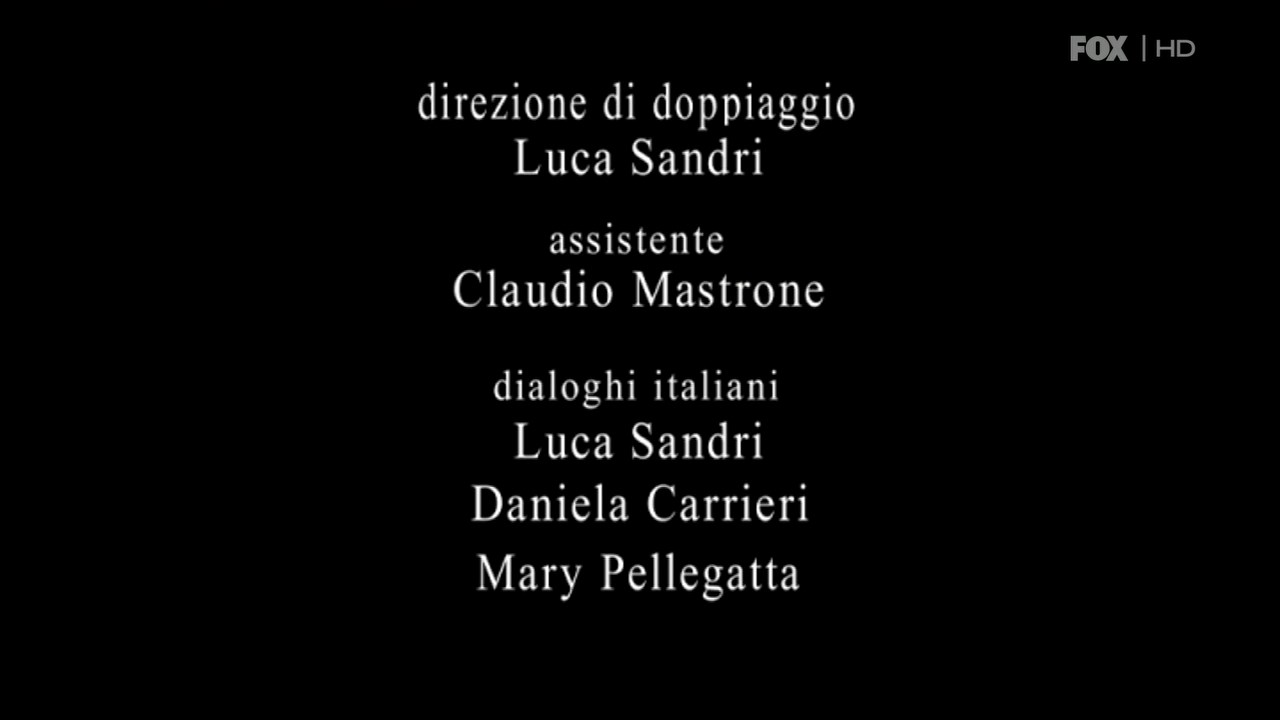 FOX | HD
direzione di doppiaggio
Luca Sandri
assistente
Claudio Mastrone
dialoghi italiani
Luca Sandri
Daniela Carrieri
Mary Pellegatta